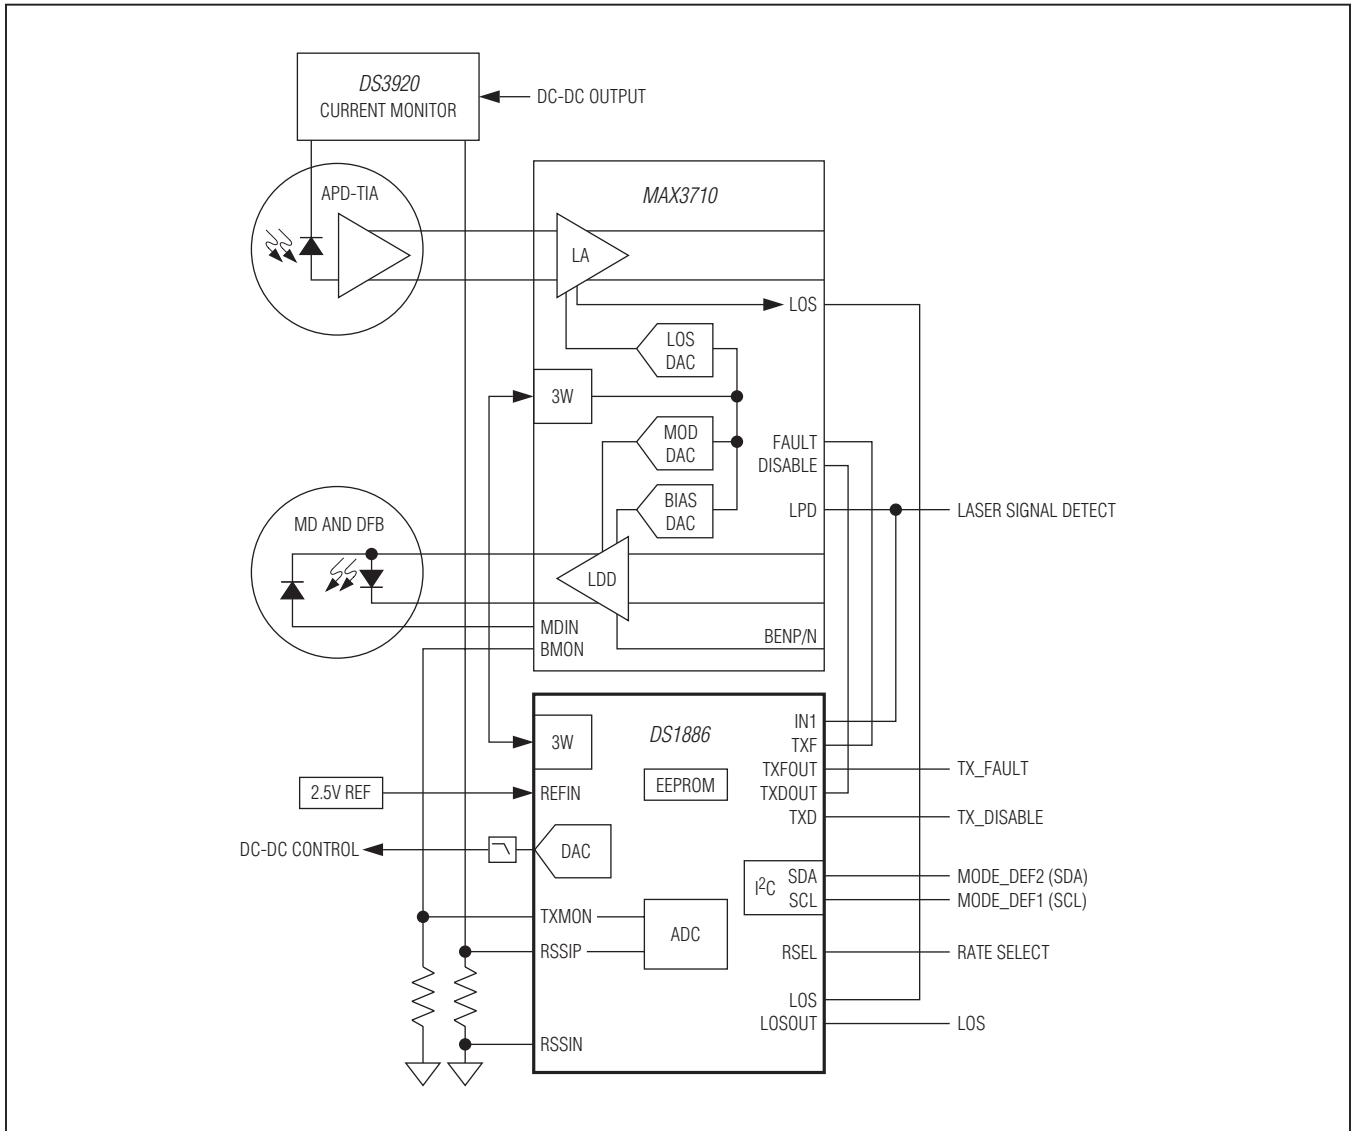 DS3920
CURRENT MONITOR
DC-DC OUTPUT
APD-TIA
MAX3710
LA
LOS
LOS
DAC
3W
MOD
DAC
FAULT
DISABLE
BIAS
DAC
LPD
LASER SIGNAL DETECT
MD AND DFB
LDD
MDIN
BENP/N
BMON
IN1
DS1886
3W
TXF
TXFOUT
TX_FAULT
EEPROM
2.5V REF
REFIN
TXDOUT
TXD
TX_DISABLE
DC-DC CONTROL
DAC
I²C
SDA
MODE_DEF2 (SDA)
SCL
MODE_DEF1 (SCL)
TXMON
ADC
RSSIP
RSEL
RATE SELECT
LOS
LOSOUT
LOS
RSSIN